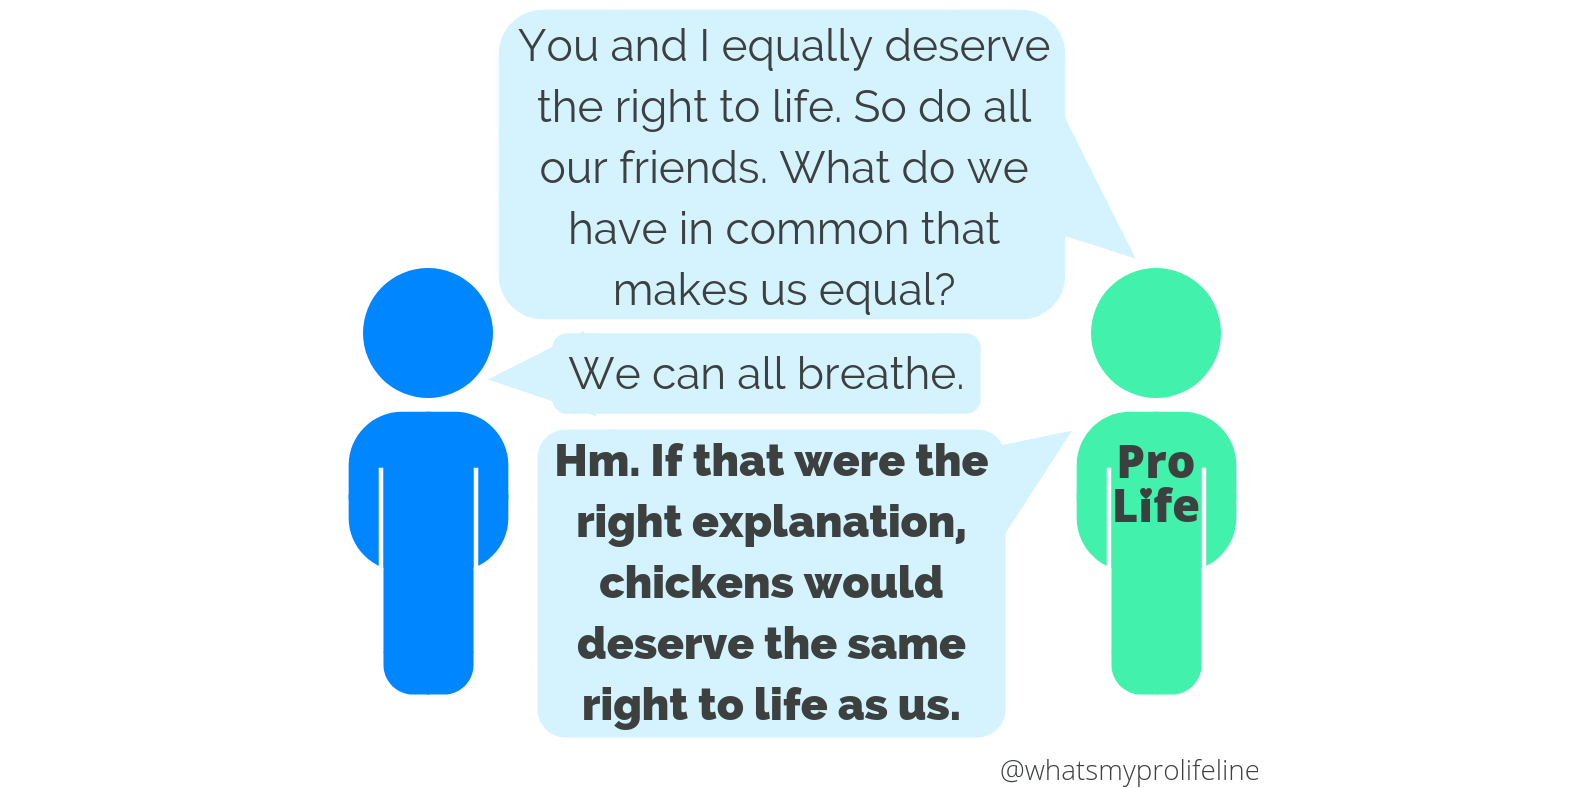 You and I equally deserve
the right to life. So do all
our friends. What do we
have in common that
makes us equal?
We can all breathe.
Hm. If that were the
right explanation,
chickens would
deserve the same
right to life as us.
Pro
Life
@whatsmyprolifeline